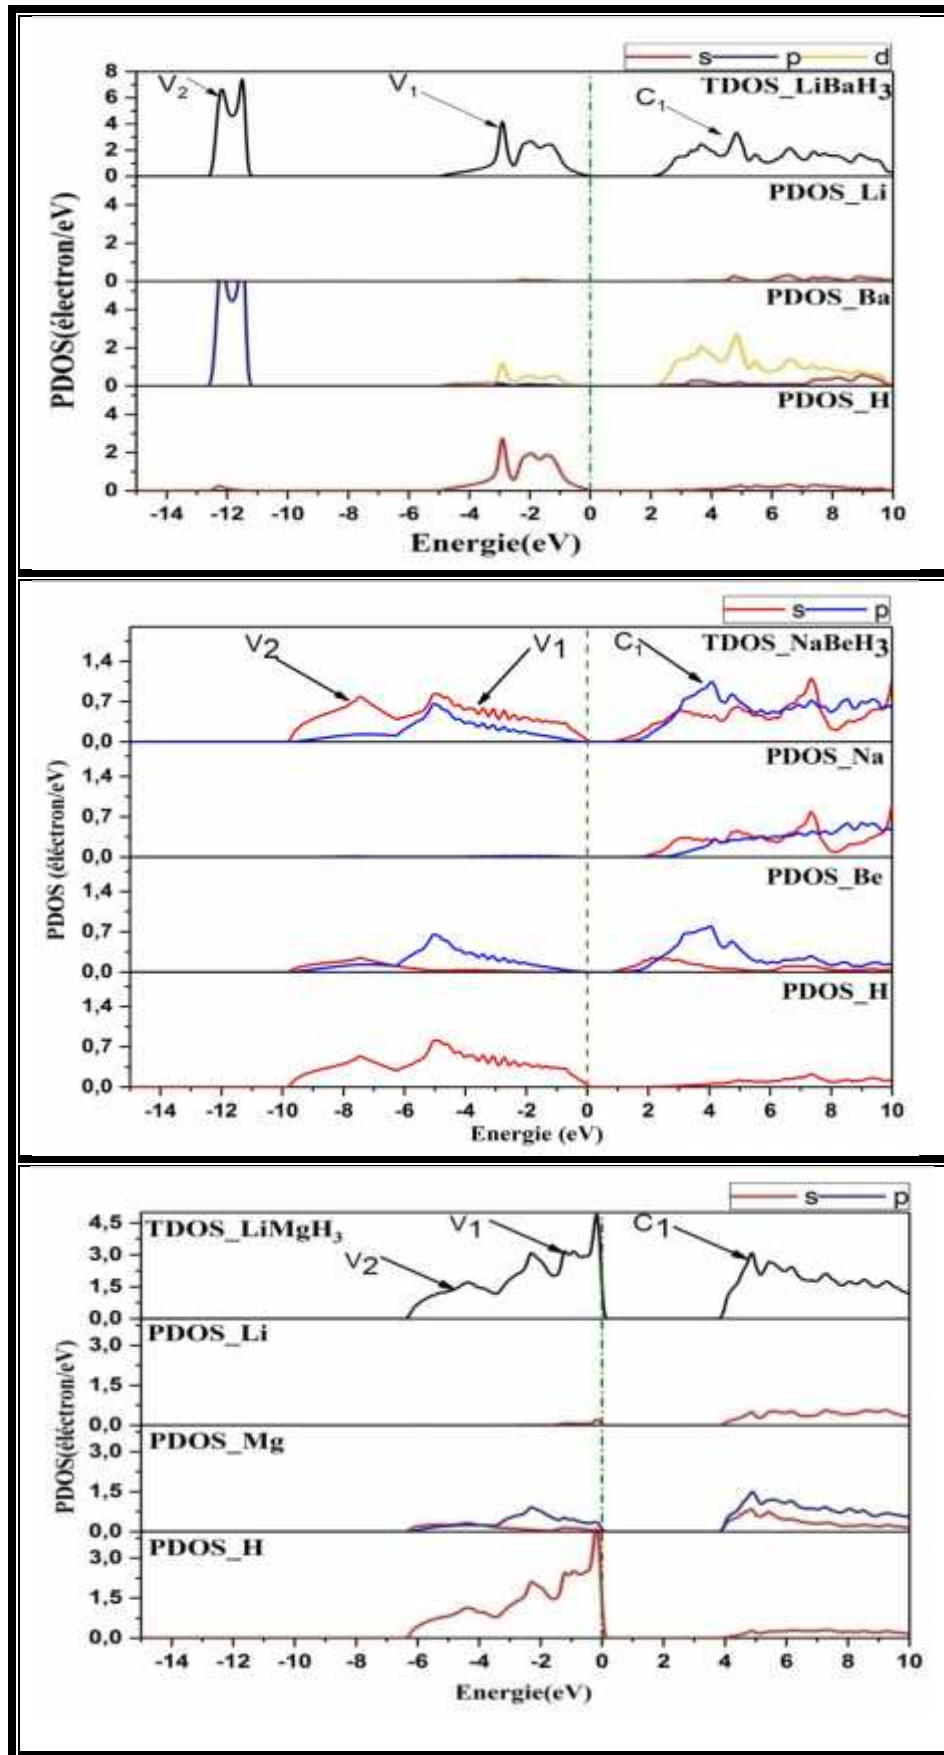 s p d
8 TDOS_LiBaH3
V2 V1 C1
6
4
2
0
PDOS_Li
4
2
0
PDOS_Ba
4
2
0
PDOS_H
4
2
0
PDOS(électron/eV)
-14 -12 -10 -8 -6 -4 -2 0 2 4 6 8 10
Energie(eV)
s p
V2 V1 C1 TDOS_NaBeH3
1,4
0,7
0,0
PDOS_Na
1,4
0,7
0,0
PDOS_Be
1,4
0,7
0,0
PDOS_H
1,4
0,7
0,0
PDOS (éléctron/eV)
-14 -12 -10 -8 -6 -4 -2 0 2 4 6 8 10
Energie (eV)
s p
4,5 TDOS_LiMgH3 V1 C1
V2
3,0
1,5
0,0
PDOS_Li
3,0
1,5
0,0
PDOS_Mg
3,0
1,5
0,0
PDOS_H
3,0
1,5
0,0
PDOS(éléctron/eV)
-14 -12 -10 -8 -6 -4 -2 0 2 4 6 8 10
Energie(eV)